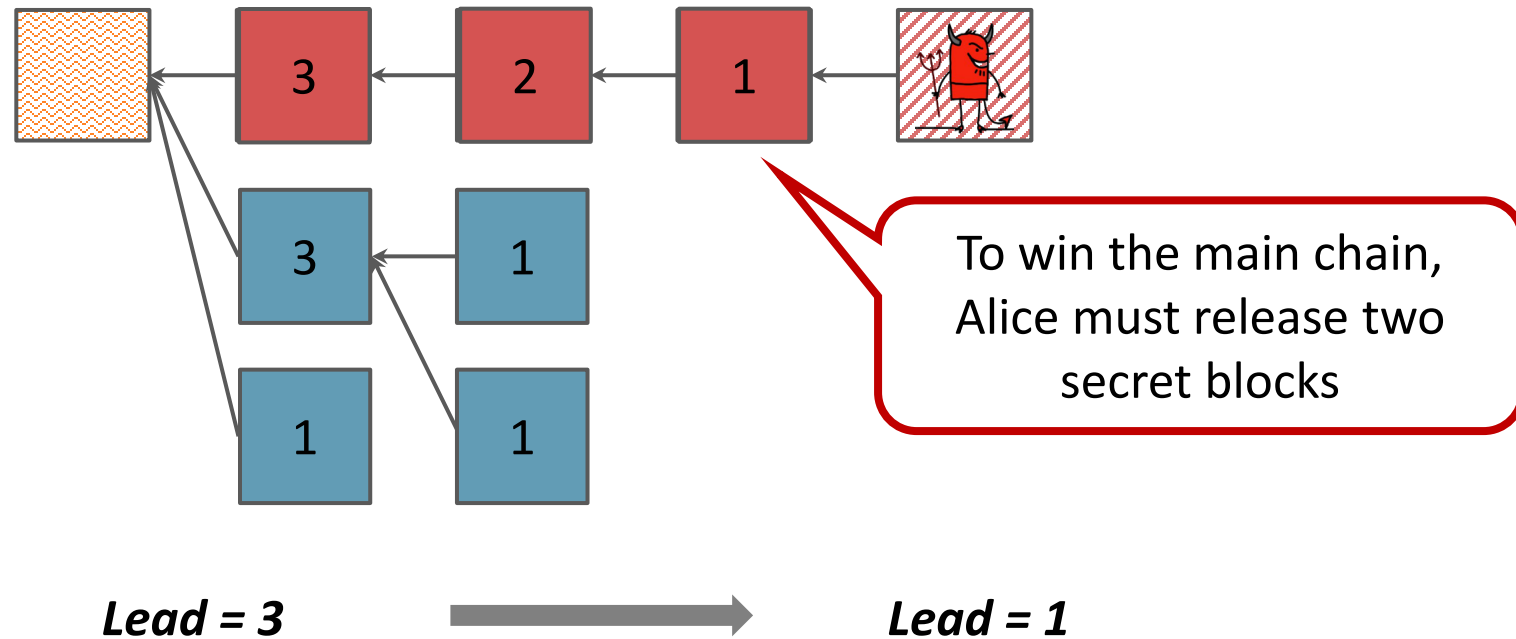 3
2
1
3
1
1
1
To win the main chain,
Alice must release two
secret blocks
Lead = 3
Lead = 1